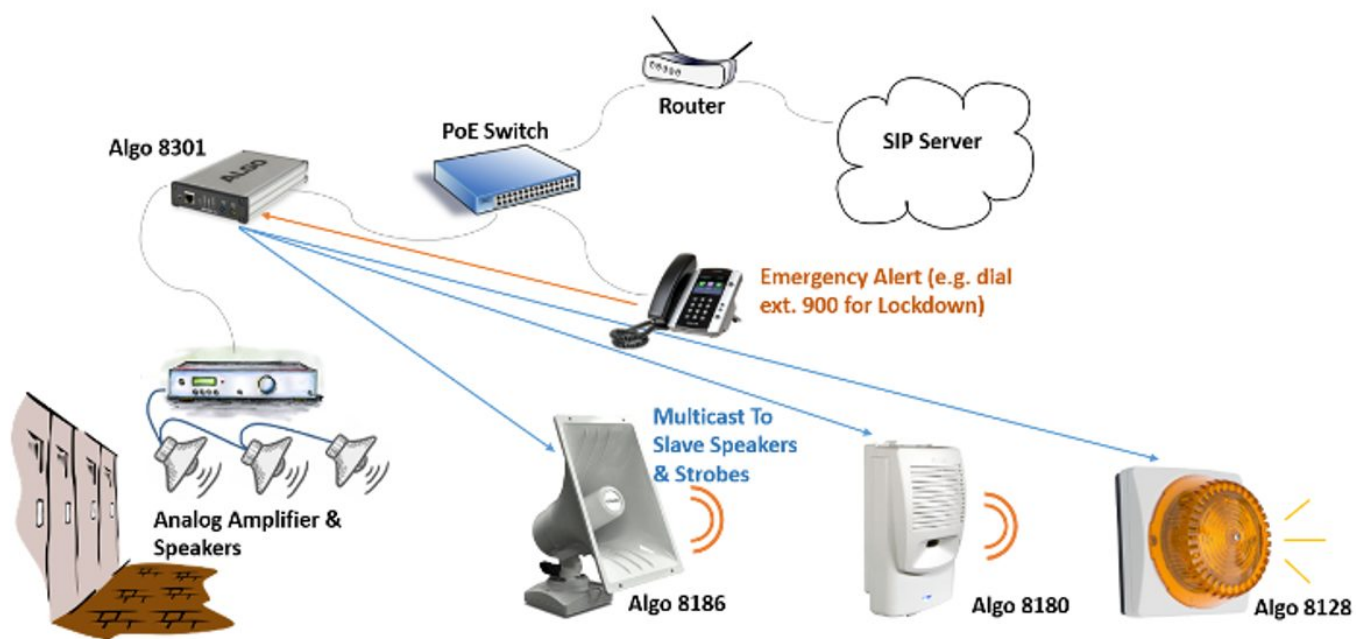 Router
SIP Server
PoE Switch
Algo 8301
ALGO
Emergency Alert (e.g. dial
ext. 900 for Lockdown)
Multicast To
Slave Speakers
& Strobes
Analog Amplifier &
Speakers
Algo 8186
Algo 8180
Algo 8128